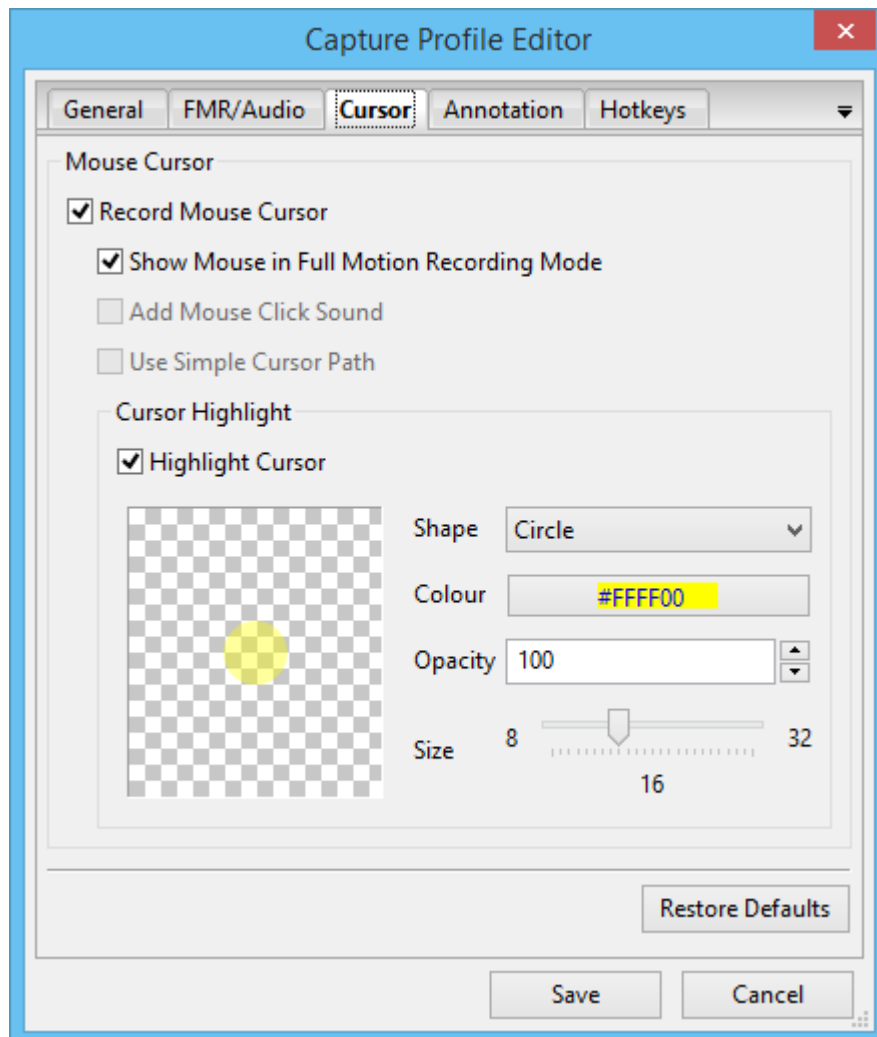 Capture Profile Editor
General FMR/Audio Cursor Annotation Hotkeys
Mouse Cursor
Record Mouse Cursor
Show Mouse in Full Motion Recording Mode
Add Mouse Click Sound
Use Simple Cursor Path
Cursor Highlight
Highlight Cursor
Shape Circle
Colour #FFFF00
Opacity 100
Size 8 32
16
Restore Defaults
Save Cancel